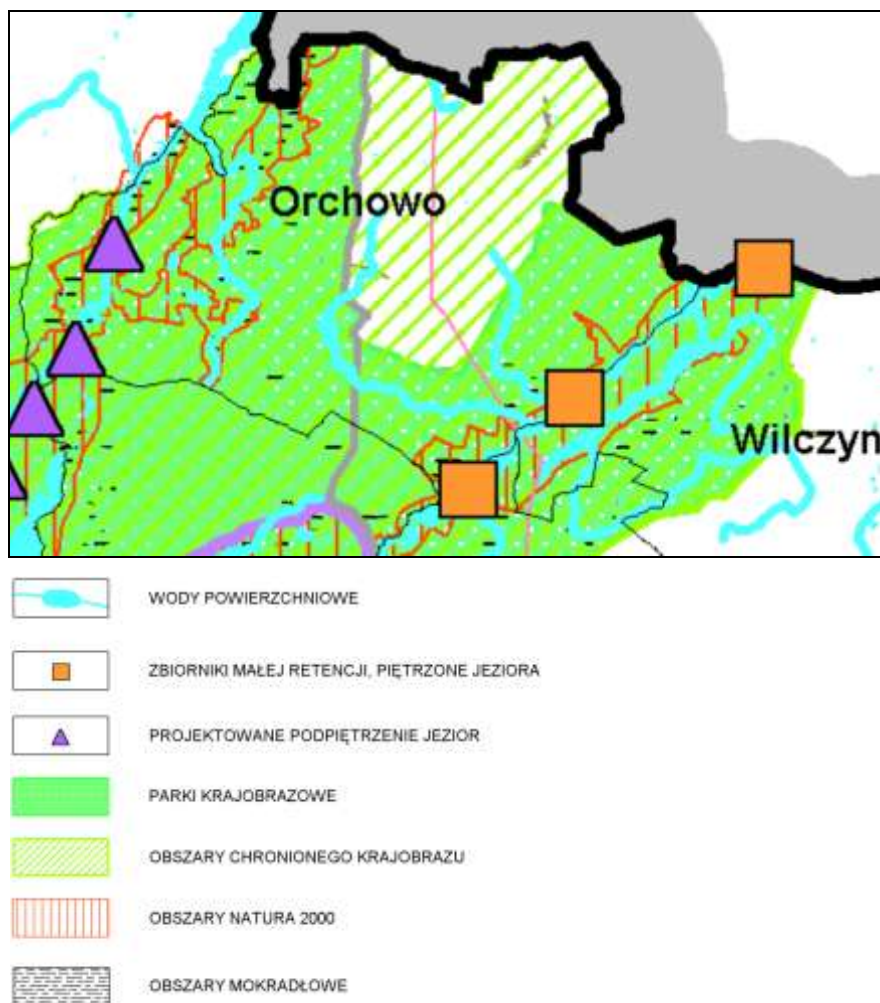 Orchowo
Wilczyn
WODY POWIERZCHNIOWE
ZBIORNIKI MAŁEJ RETENCJI, PIĘTRZONE JEZIORA
PROJEKTOWANE PODPIĘTRZENIE JEZIOR
PARKI KRAJOBRAZOWE
OBSZARY CHRONIONEGO KRAJOBRAZU
OBSZARY NATURA 2000
OBSZARY MOKRADŁOWE